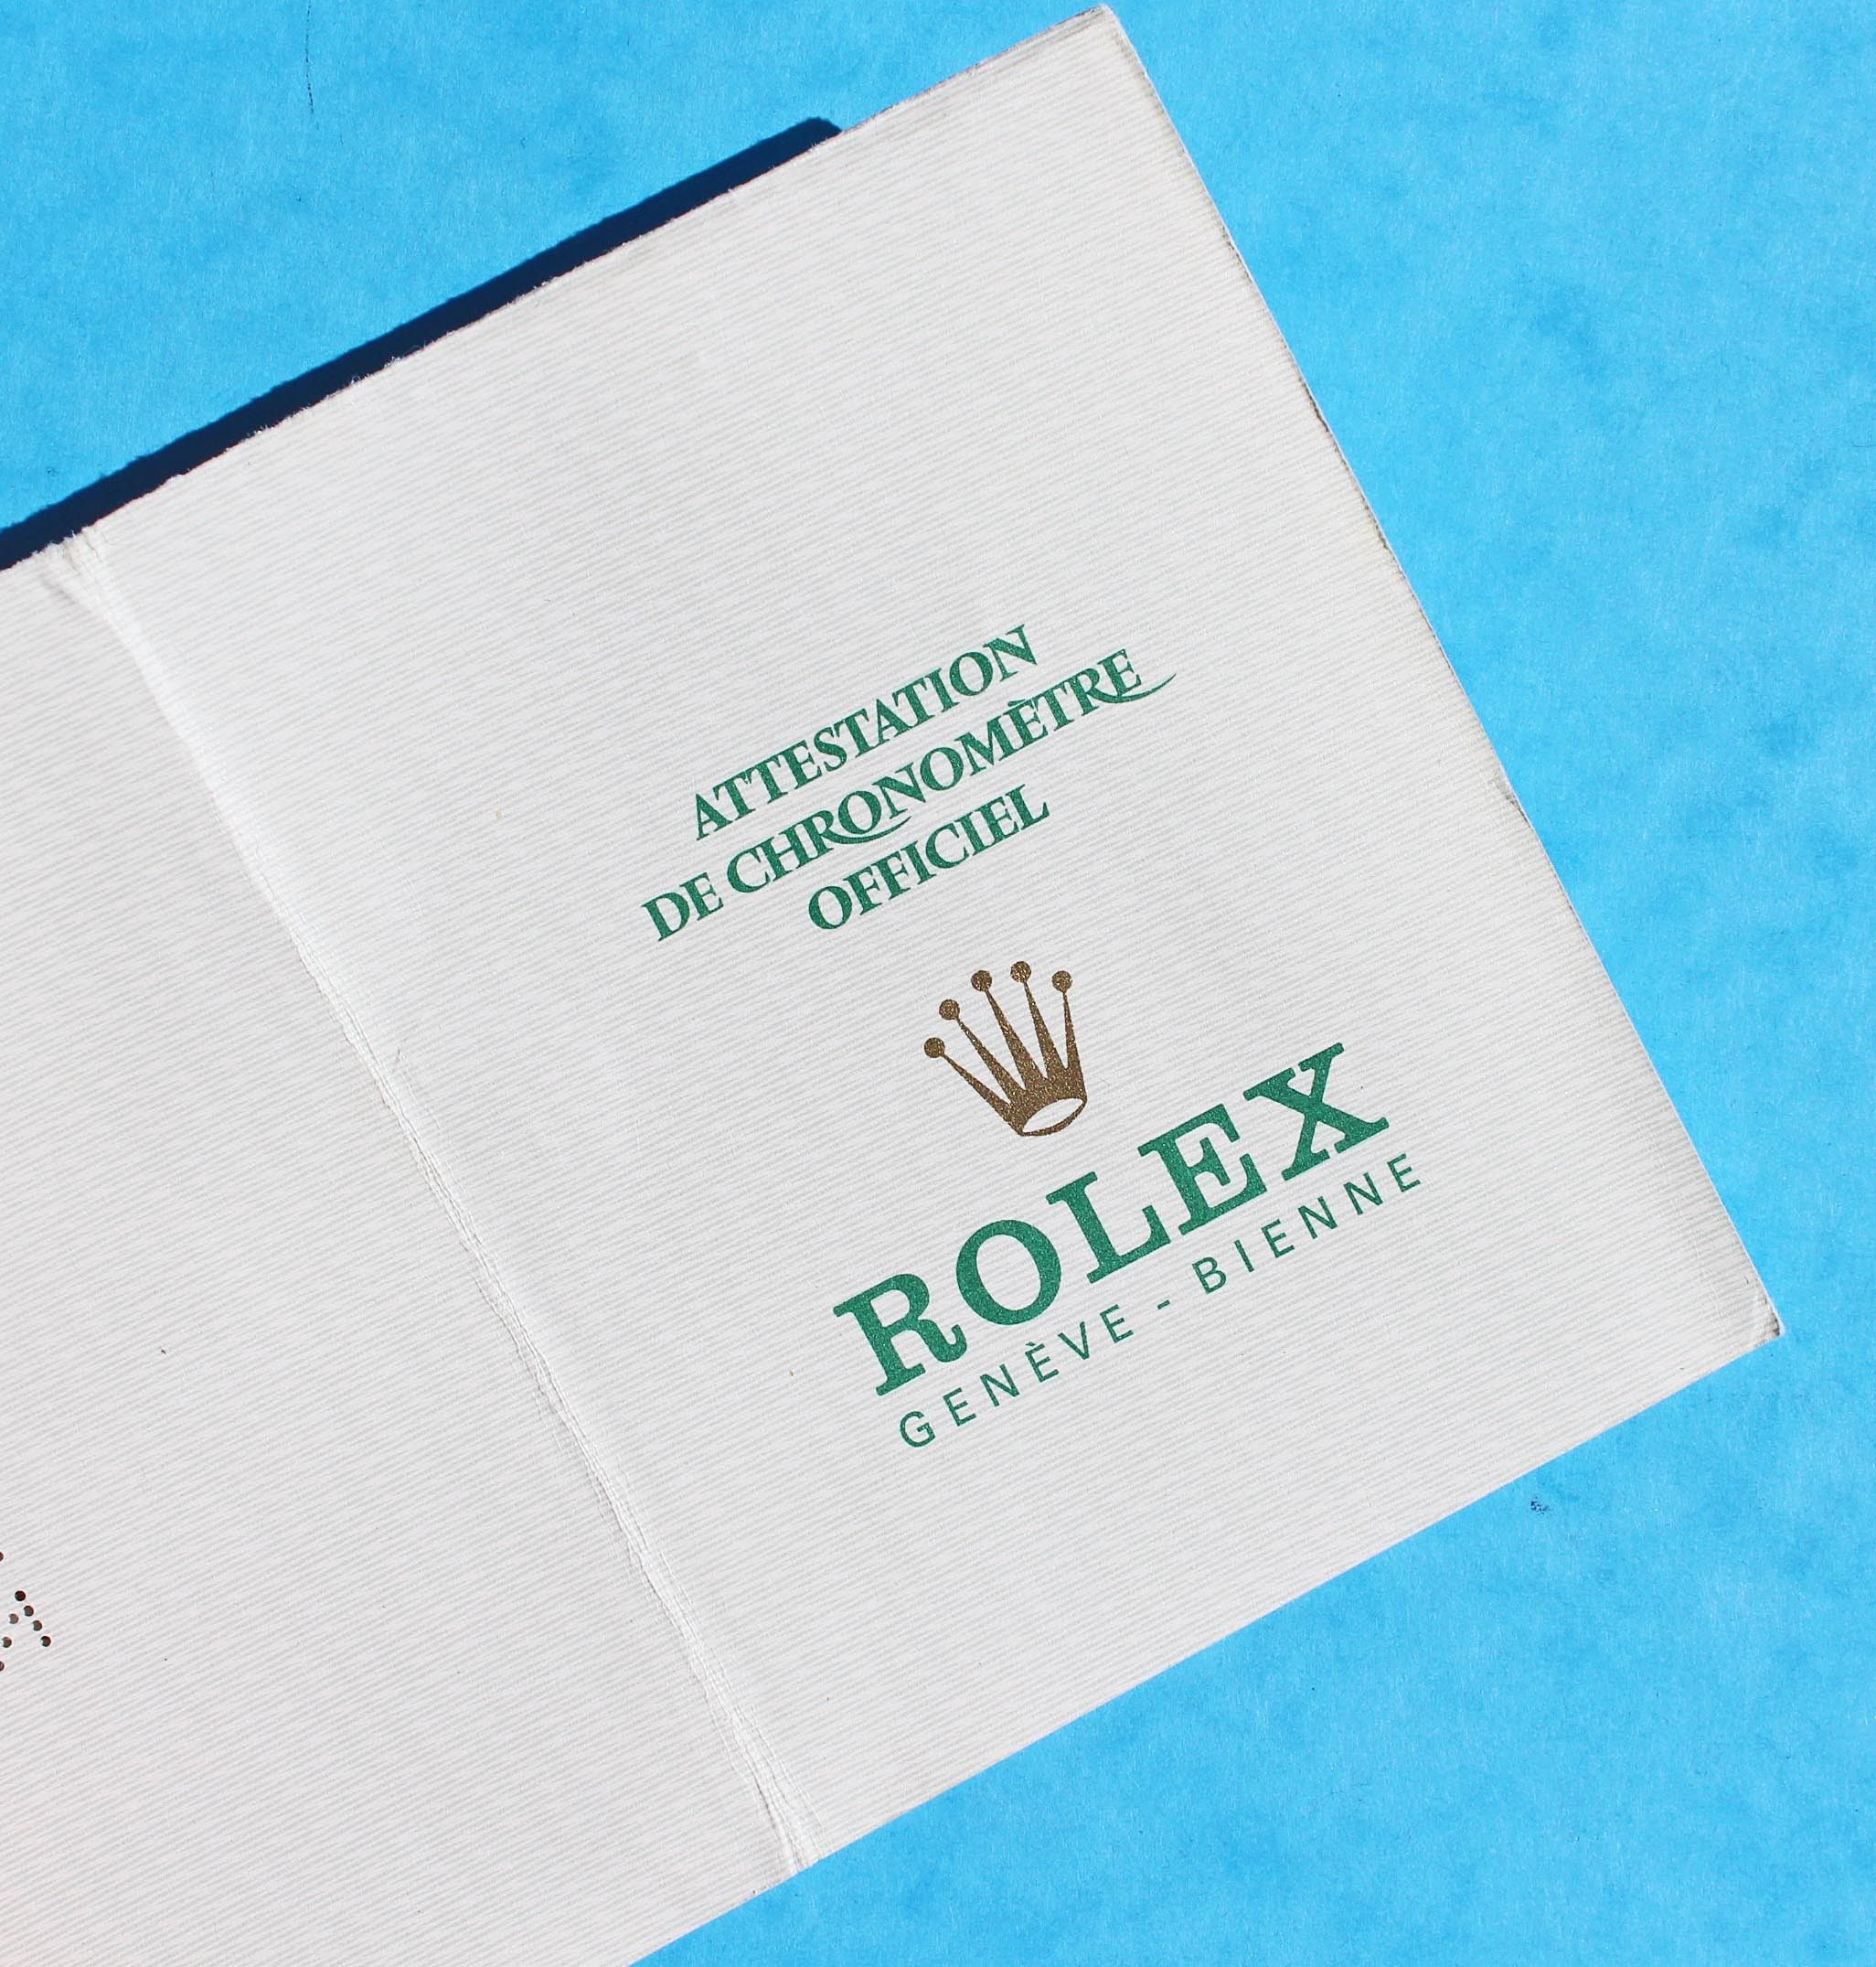 ATTESTATION
DE CHRONOMÈTRE
OFFICIEL
ROLEX
GENÈVE - BIENNE